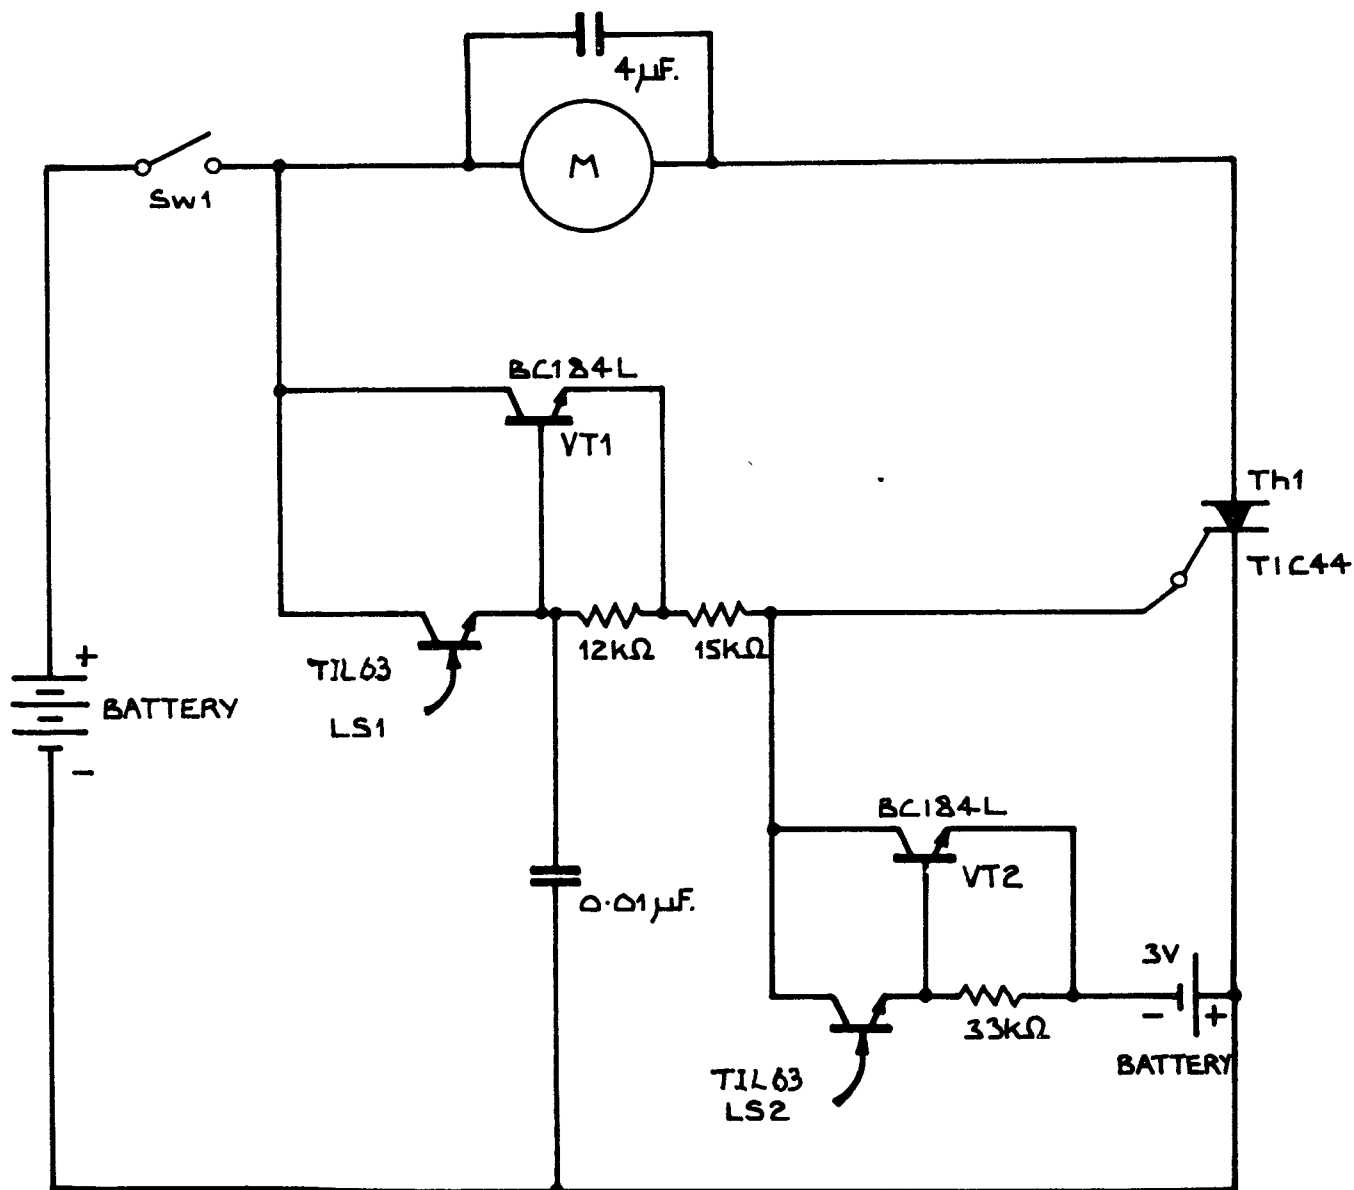 4μF.
M
Sw1
BC184L
VT1
Th1
TIC44
12kΩ
15kΩ
TIL63
LS1
+
BATTERY
-
BC184L
VT2
0.01μF.
3V
33kΩ
-
+
BATTERY
TIL63
LS2